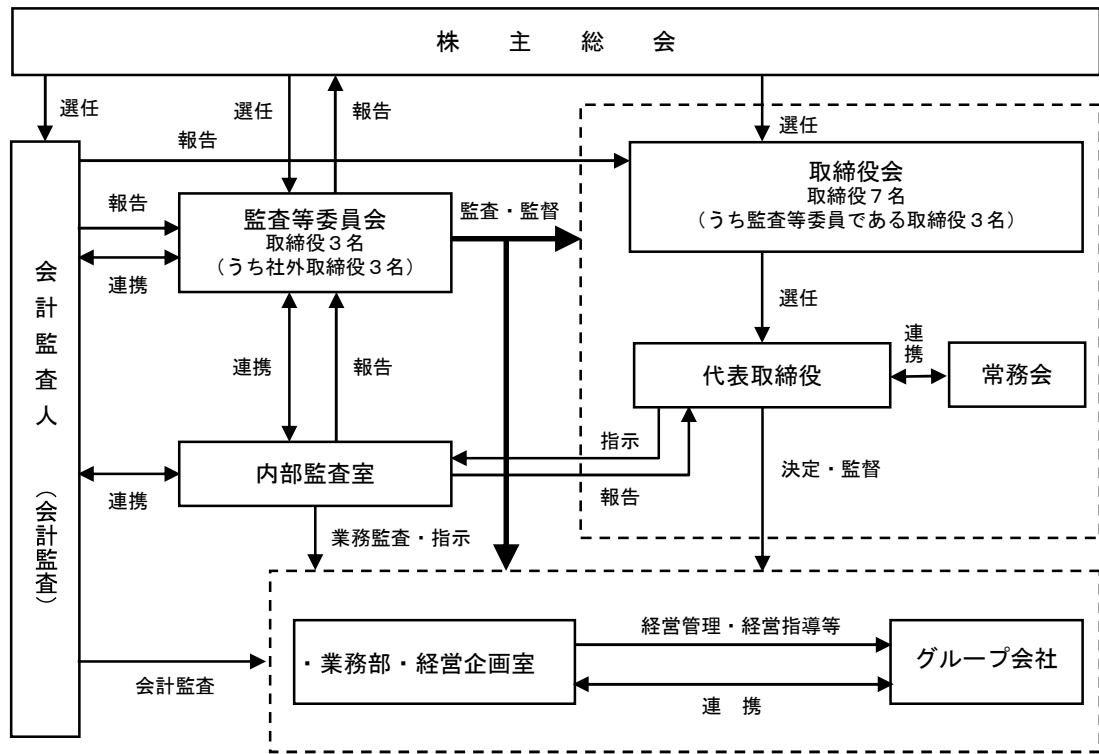 株　主　総　会
選任
選任
報告
選任
報告
取締役会
取締役７名
（うち監査等委員である取締役３名）
報告
監査等委員会
取締役３名
（うち社外取締役３名）
監査・監督
連携
会計監査人　（会計監査）
選任
連携
報告
代表取締役
連携
常務会
指示
内部監査室
連携
報告
決定・監督
業務監査・指示
経営管理・経営指導等
・業務部・経営企画室
グループ会社
会計監査
連　携